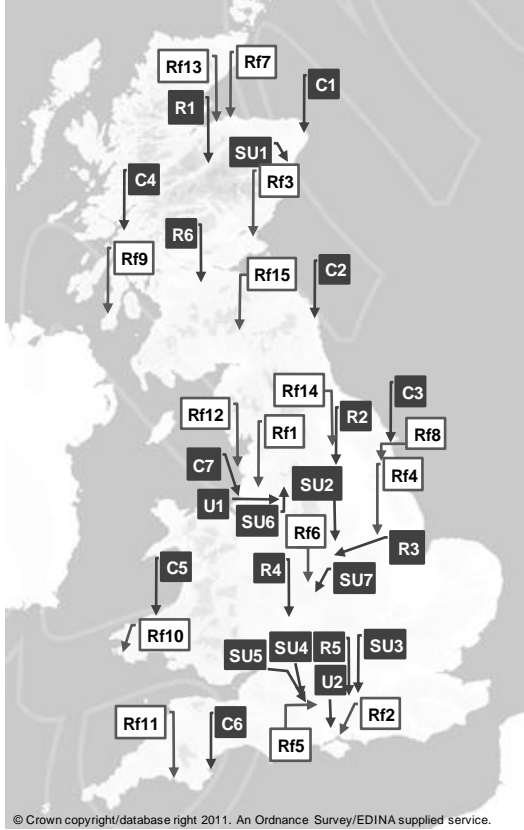 Rf13
Rf7
C1
R1
SU1
C4
Rf3
R6
Rf9
Rf15
C2
Rf14
C3
Rf12
R2
Rf1
Rf8
C7
Rf4
SU2
U1
SU6
Rf6
R3
C5
R4
SU7
Rf10
SU4
R5
SU3
SU5
U2
Rf11
C6
Rf2
Rf5
© Crown copyright/database right 2011. An Ordnance Survey/EDINA supplied service.